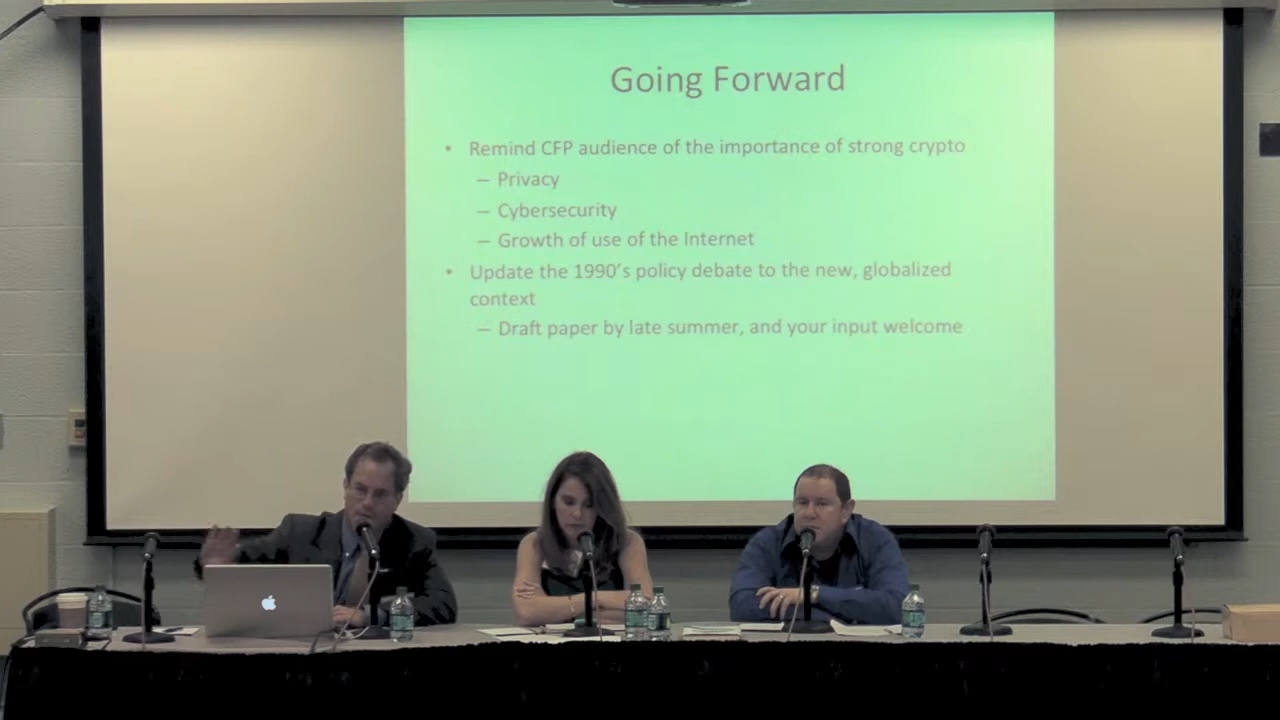 Going Forward
• Remind CFP audience of the importance of strong crypto
– Privacy
– Cybersecurity
– Growth of use of the Internet
• Update the 1990's policy debate to the new, globalized
context
– Draft paper by late summer, and your input welcome